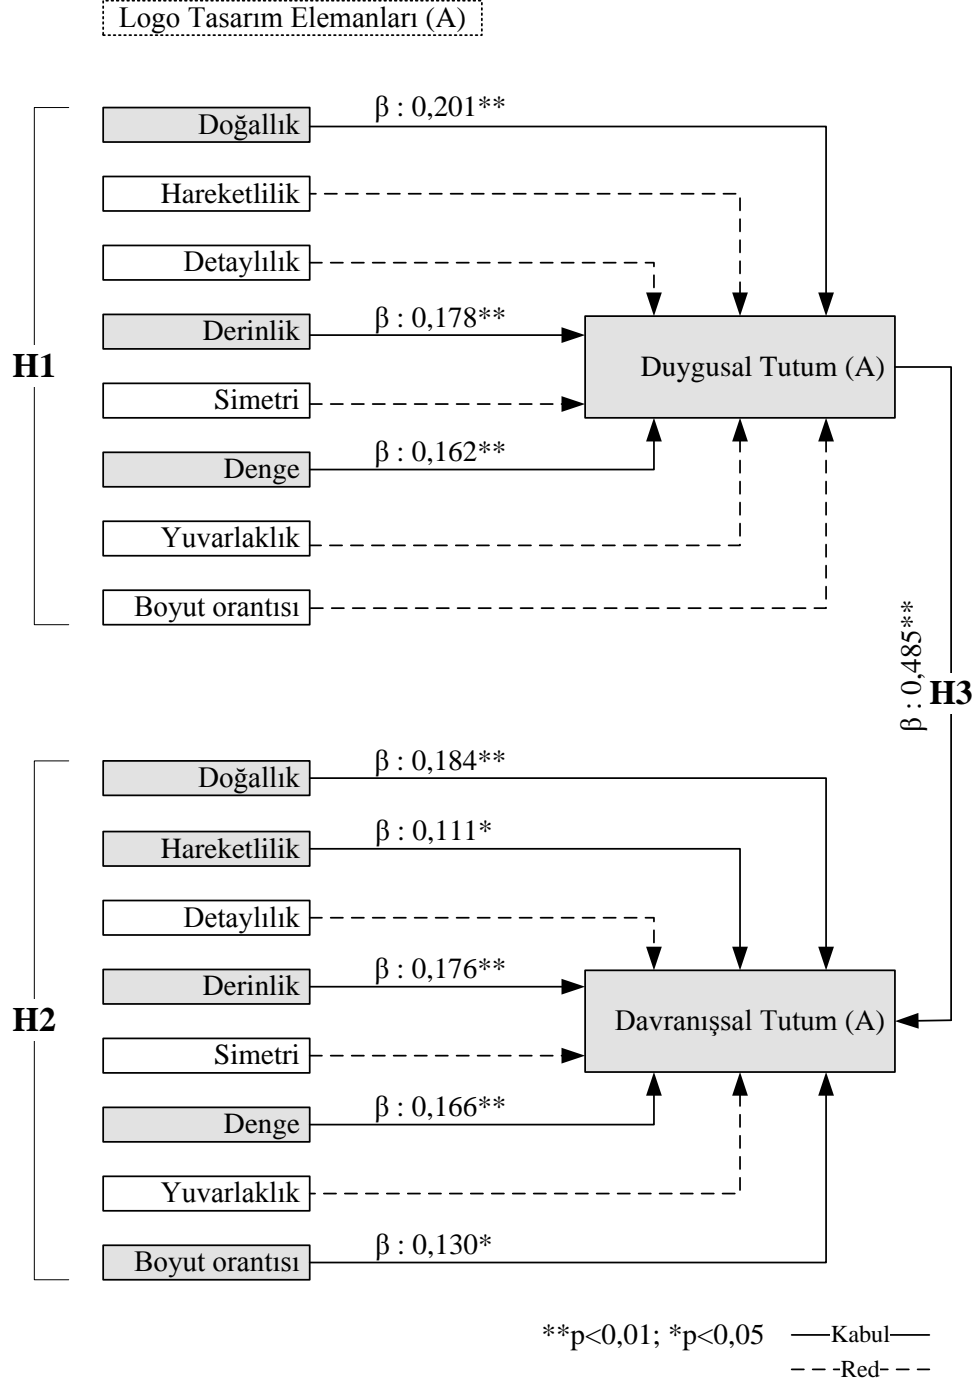 Logo Tasarım Elemanları (A)
H1
Doğallık
β : 0,201**
Hareketlilik
Detaylılık
Derinlik
β : 0,178**
Simetri
Denge
β : 0,162**
Yuvarlaklık
Boyut orantısı
Duygusal Tutum (A)
β : 0,485**
H3
H2
Doğallık
β : 0,184**
Hareketlilik
β : 0,111*
Detaylılık
Derinlik
β : 0,176**
Simetri
Denge
β : 0,166**
Yuvarlaklık
Boyut orantısı
β : 0,130*
Davranışsal Tutum (A)
**p<0,01; *p<0,05
Kabul
Red